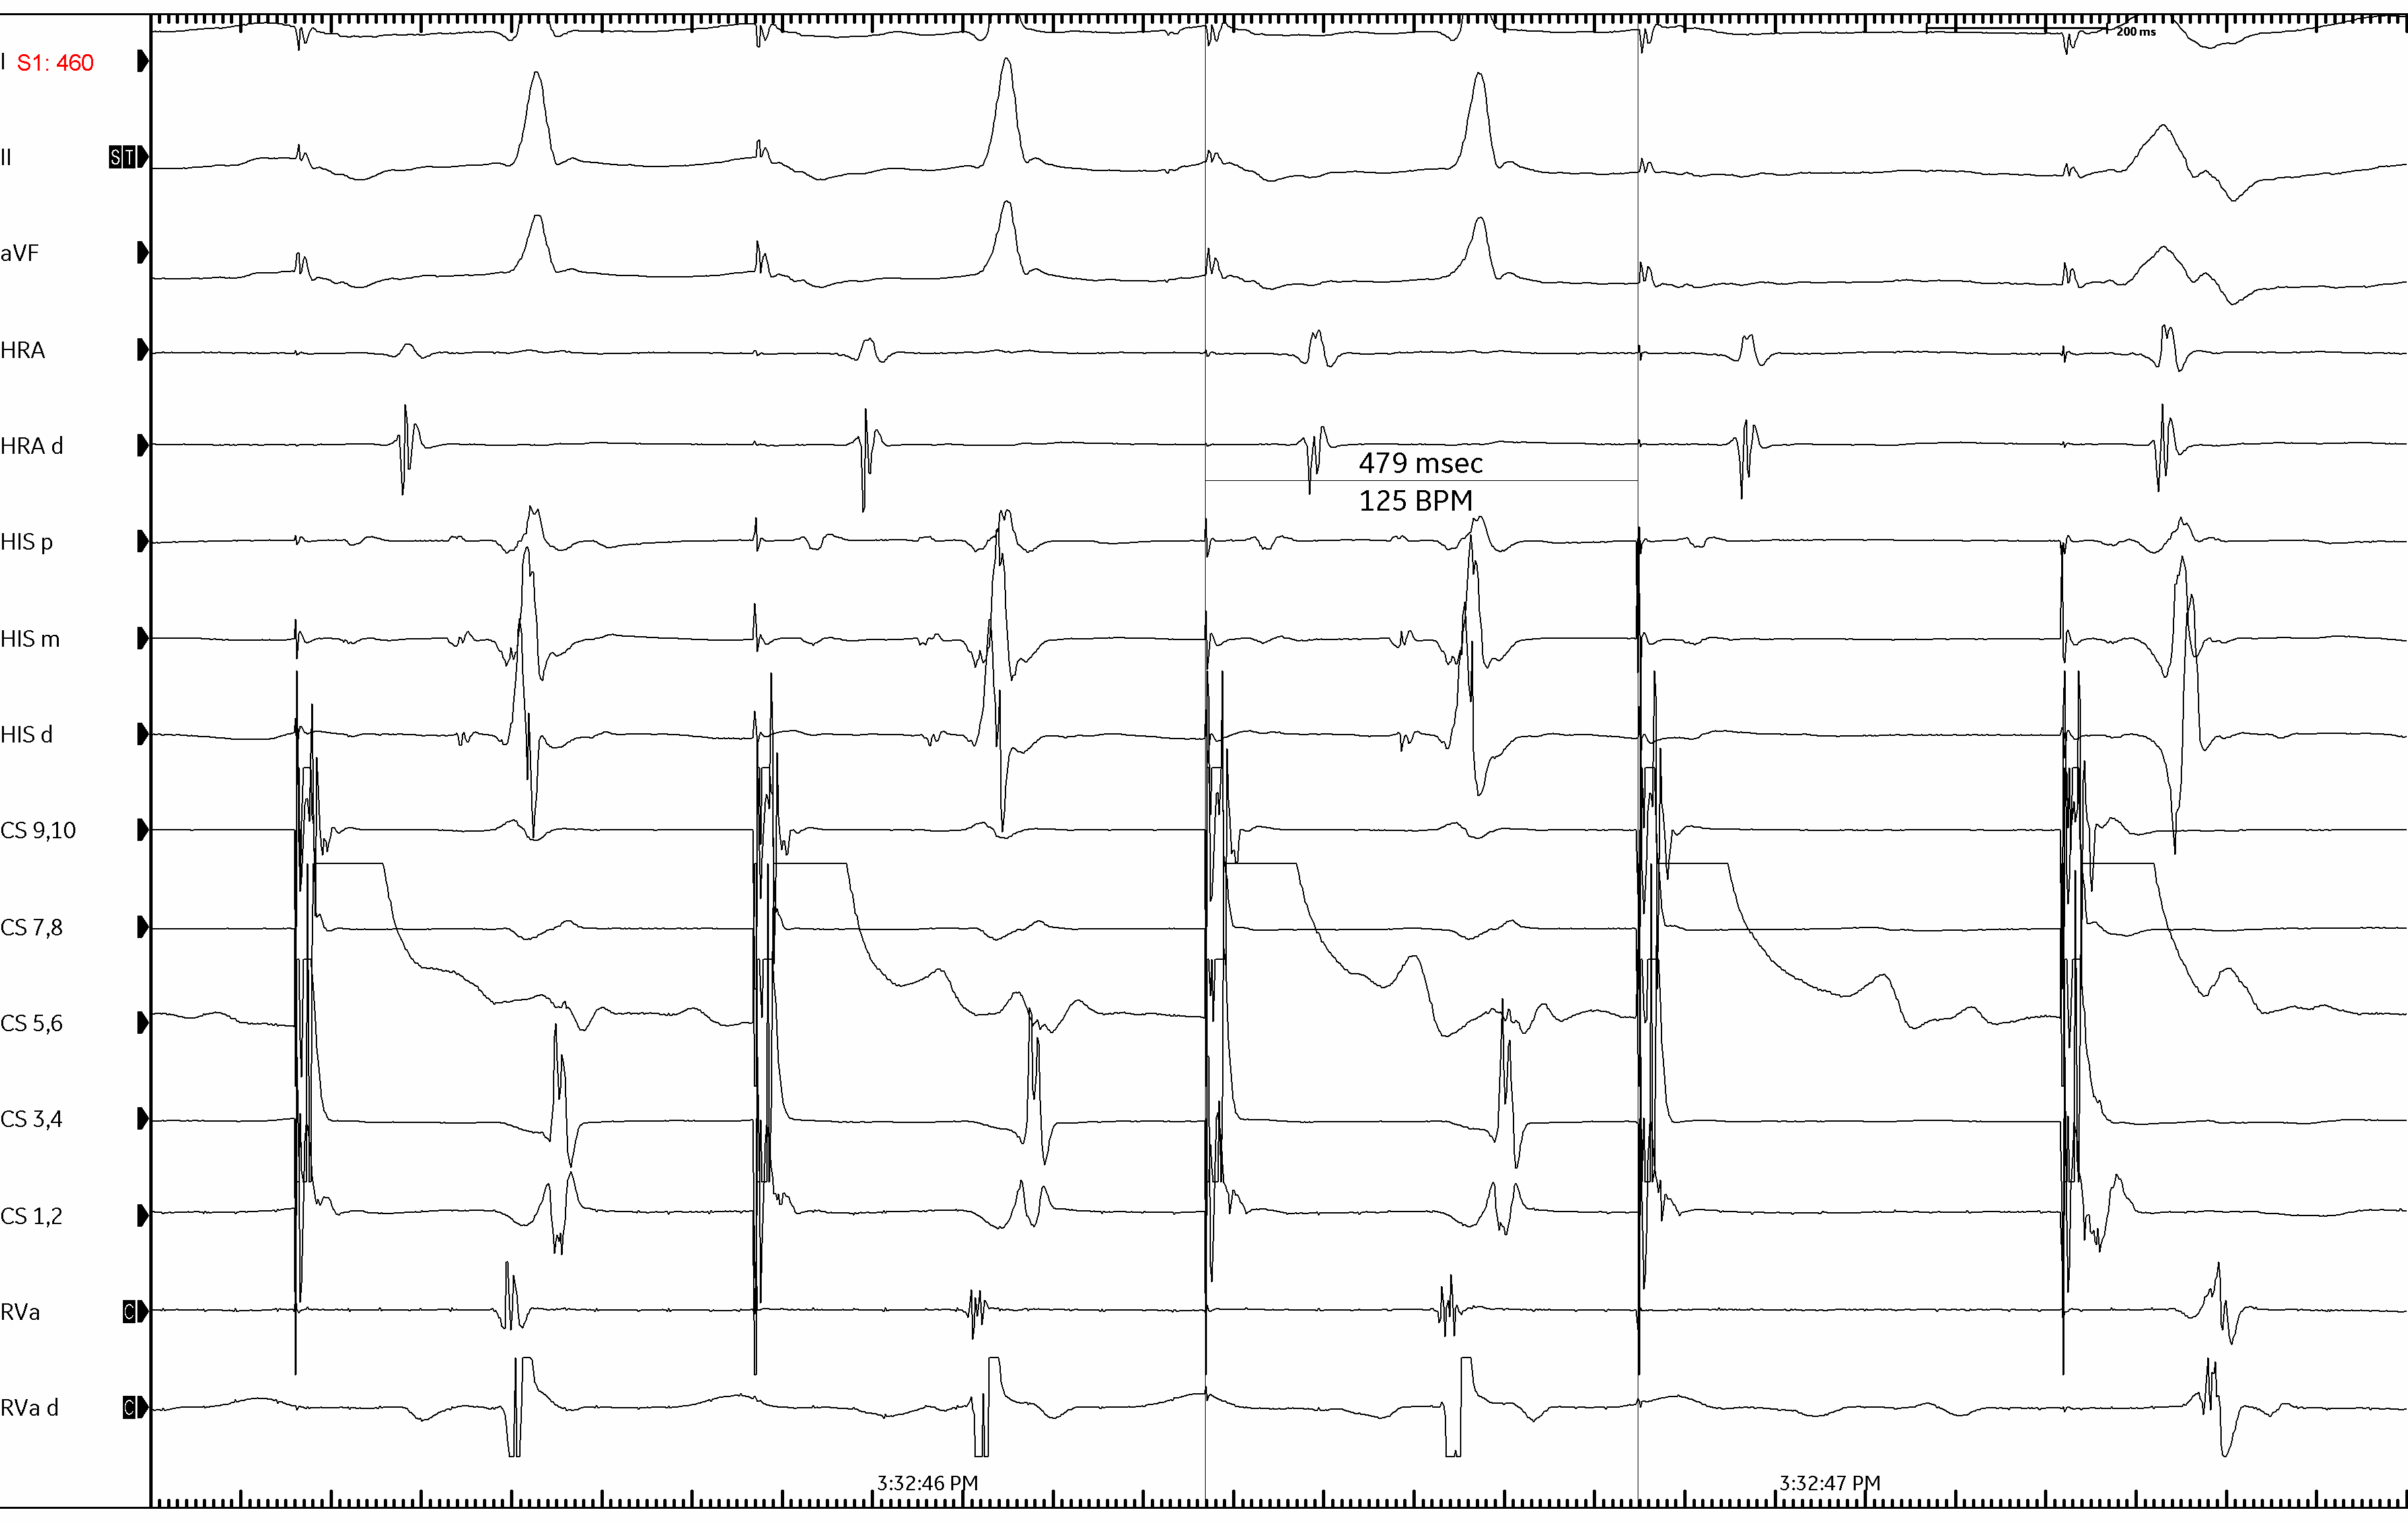 200 ms
I S1: 460
II ST
aVF
HRA
HRA d
479 msec
125 BPM
HIS p
HIS m
HIS d
CS 9,10
CS 7,8
CS 5,6
CS 3,4
CS 1,2
RVa C
RVa d C
3:32:46 PM 3:32:47 PM